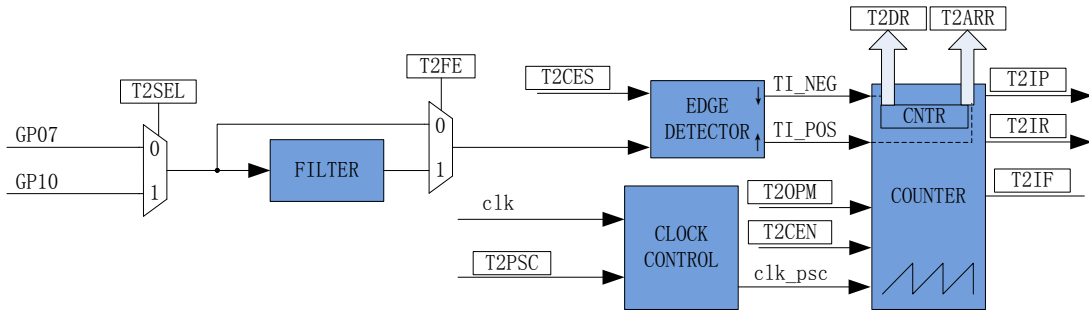 T2DR
T2ARR
T2SEL
T2FE
T2CES
EDGE
DETECTOR
TI_NEG
TI_POS
CNTR
COUNTER
T2IP
T2IR
T2IF
GP07
GP10
0
1
FILTER
0
1
clk
T2PSC
CLOCK
CONTROL
T2OPM
T2CEN
clk_psc